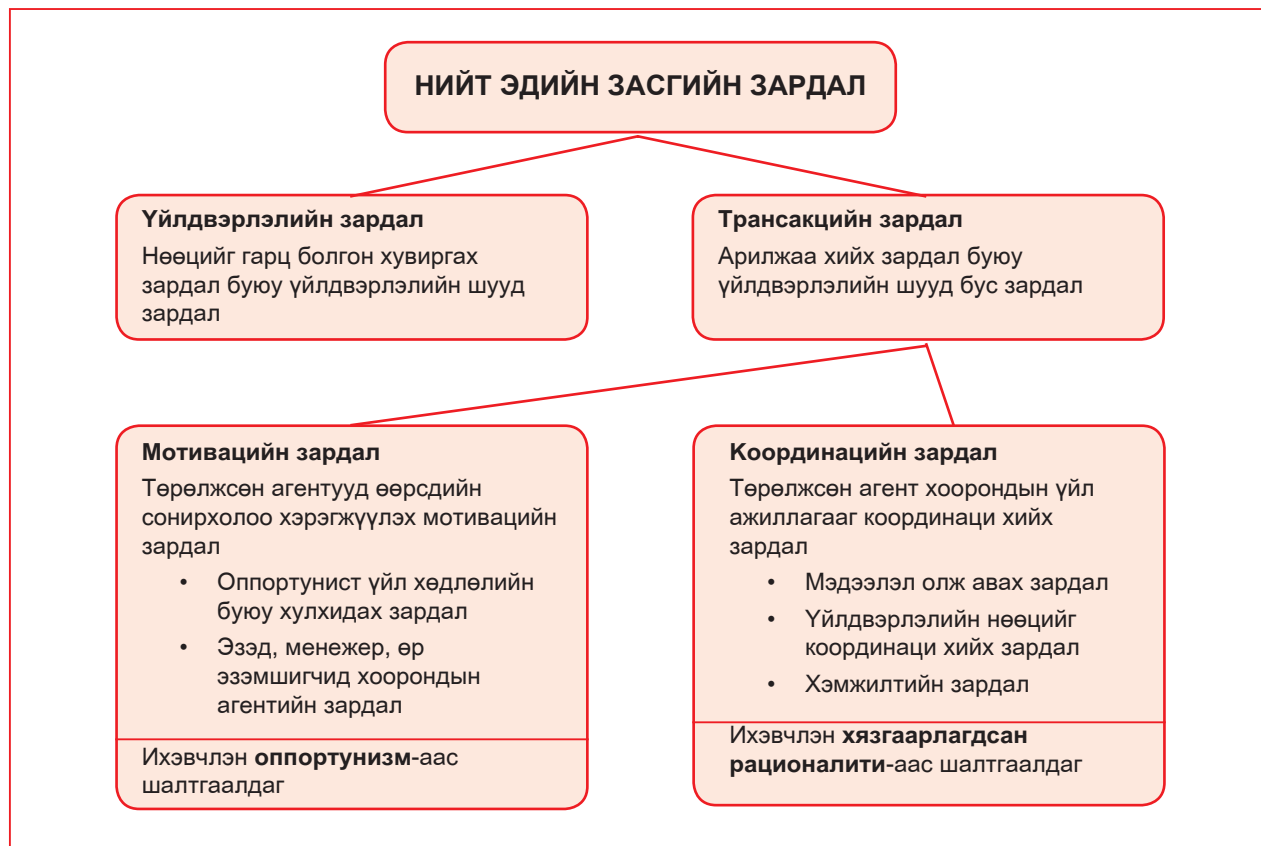 НИЙТ ЭДИЙН ЗАСГИЙН ЗАРДАЛ
Үйлдвэрлэлийн зардал
Нөөцийг гарц болгон хувиргах
зардал буюу үйлдвэрлэлийн шууд
зардал
Трансакцийн зардал
Арилжаа хийх зардал буюу
үйлдвэрлэлийн шууд бус зардал
Мотивацийн зардал
Төрөлжсөн агентууд өөрсдийн
сонирхолоо хэрэгжүүлэх мотивацийн
зардал
• Оппортунист үйл хөдлөлийн
буюу хулхидах зардал
• Эзэд, менежер, өр
эзэмшигчид хоорондын
агентийн зардал
Ихэвчлэн оппортунизм-аас
шалтгаалдаг
Координацийн зардал
Төрөлжсөн агент хоорондын үйл
ажиллагааг координаци хийх
зардал
• Мэдээлэл олж авах зардал
• Үйлдвэрлэлийн нөөцийг
координаци хийх зардал
• Хэмжилтийн зардал
Ихэвчлэн хязгаарлагдсан
рационалити-аас шалтгаалдаг